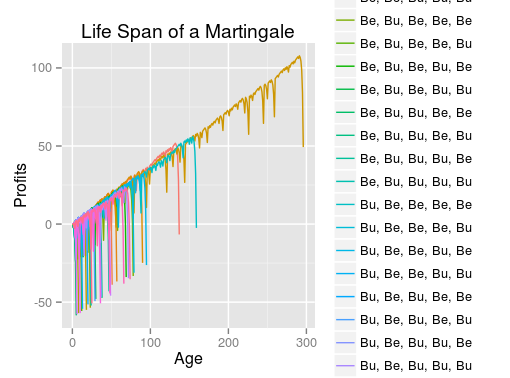 Life Span of a Martingale
100
50
0
-50
0
100
200
300
Profits
Age
Be, Bu, Be, Be, Be
Be, Bu, Be, Be, Bu
Be, Bu, Be, Bu, Be
Be, Bu, Bu, Be, Be
Be, Bu, Bu, Be, Be
Be, Bu, Bu, Be, Bu
Be, Bu, Bu, Bu, Be
Be, Bu, Bu, Bu, Bu
Bu, Be, Be, Be, Bu
Bu, Be, Be, Bu, Be
Bu, Be, Be, Bu, Bu
Bu, Be, Bu, Be, Bu
Bu, Be, Bu, Be, Be
Bu, Be, Bu, Be, Bu
Bu, Be, Bu, Bu, Be
Bu, Be, Bu, Bu, Bu